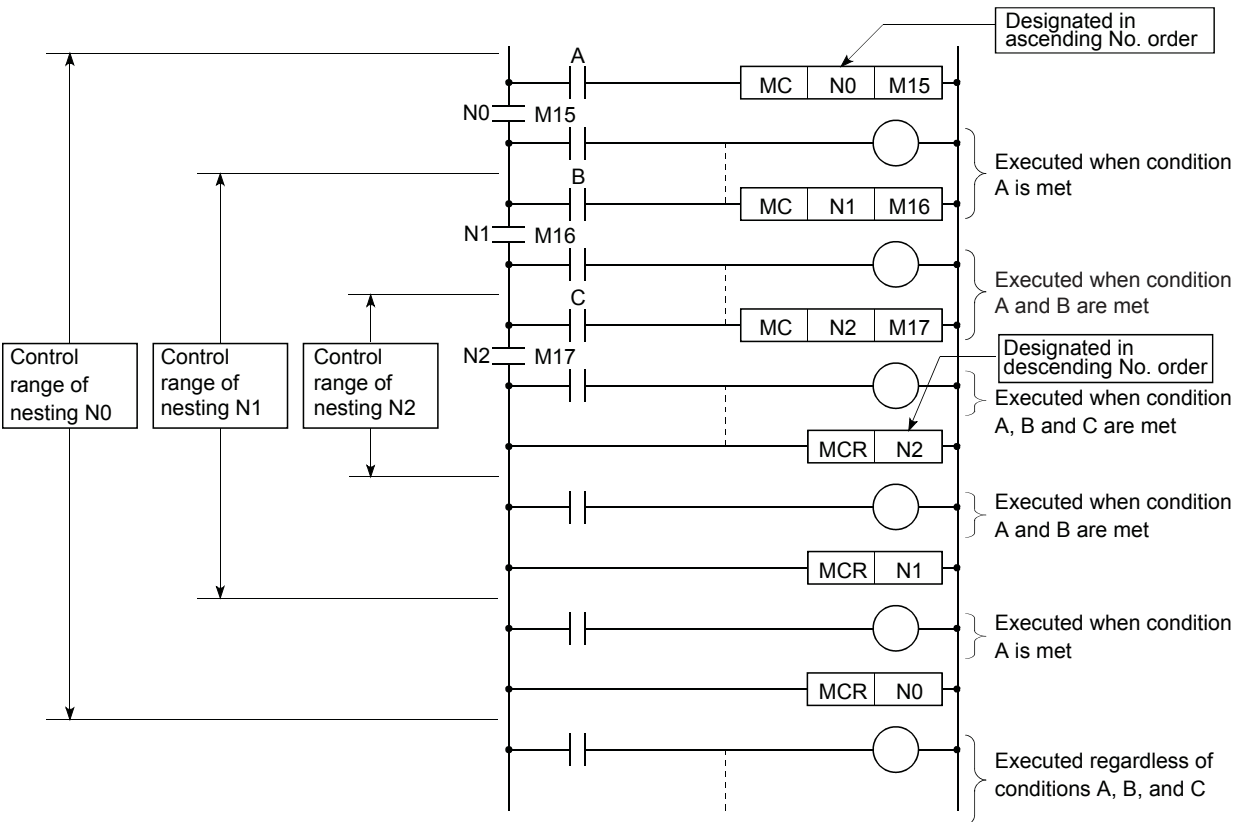 Designated in
ascending No. order
A
MC N0 M15
N0 M15
Executed when condition
A is met
B
MC N1 M16
N1 M16
Executed when condition
A and B are met
C
MC N2 M17
N2 M17
Designated in
descending No. order
Control
range of
nesting N0
Control
range of
nesting N1
Control
range of
nesting N2
Executed when condition
A, B and C are met
MCR N2
Executed when condition
A and B are met
MCR N1
Executed when condition
A is met
MCR N0
Executed regardless of
conditions A, B, and C